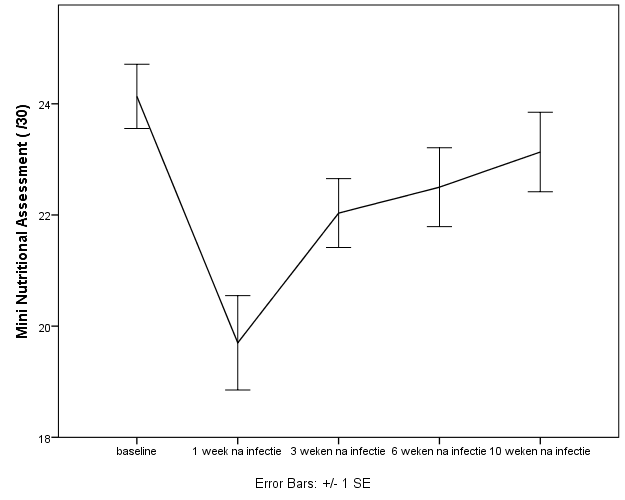 Mini Nutritional Assessment ( /30)
24
22
20
18
baseline 1 week na infectie 3 weken na infectie 6 weken na infectie 10 weken na infectie
Error Bars: +/- 1 SE